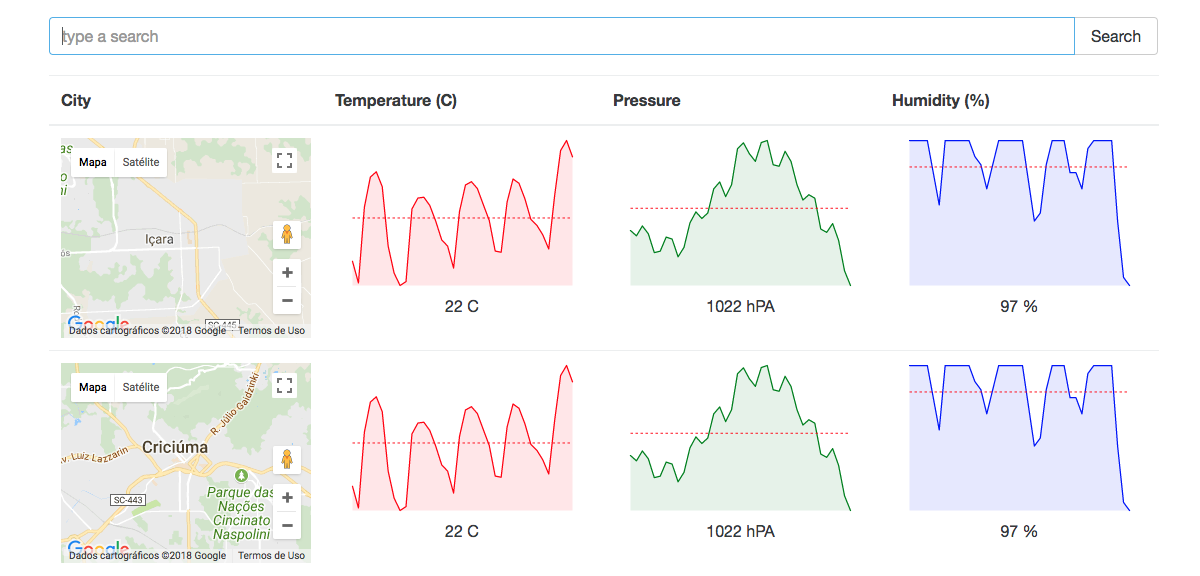 type a search
Search
City
Temperature (C)
Pressure
Humidity (%)
Mapa
Satélite
Içara
SC-445
Google
Dados cartográficos ©2018 Google
Termos de Uso
22 C
1022 hPA
97 %
Mapa
Satélite
R. Júlio Gaidzinki
Criciúma
Av. Luiz Lazzarin
SC-443
Parque das
Nações
Cincinato
Naspolini
Google
Dados cartográficos ©2018 Google
Termos de Uso
22 C
1022 hPA
97 %